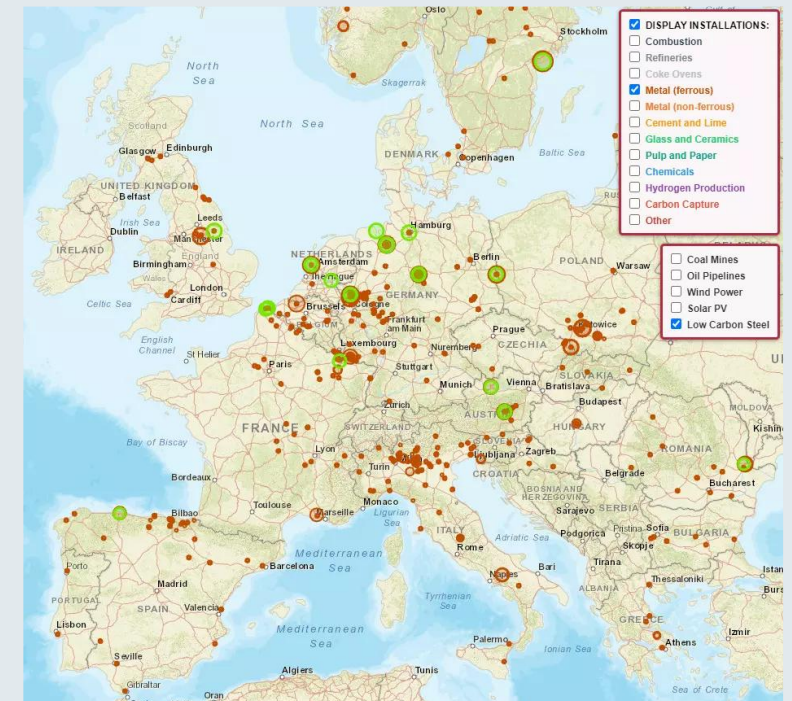 Oslo
Stockholm
North
Sea
Skagerrak
North Sea
Scotland
Glasgow
Edinburgh
DENMARK
Copenhagen
Baltic Sea
UNITED KINGDOM
Belfast
Leeds
Irish Sea
Dublin
Manchester
IRELAND
England
Birmingham
Wales
London
Cardiff
Celtic Sea
Hamburg
NETHERLANDS
Amsterdam
The Hague
Berlin
POLAND
Warsaw
GERMANY
Brussels
Cologne
BELGIUM
Frankfurt
am Main
English
Channel
St Helier
Luxembourg
Prague
CZECHIA
Katowice
Paris
Nuremberg
Stuttgart
SLOVAKIA
Munich
Vienna
Bratislava
Budapest
MOLDOVA
Zurich
AUSTRIA
HUNGARY
FRANCE
SWITZERLAND
SLOVENIA
Ljubljana
Zagreb
ROMANIA
Bay of Biscay
Lyon
Turin
CROATIA
Belgrade
Bucharest
Bordeaux
BOSNIA AND
HERZEGOVINA
SERBIA
Toulouse
Marseille
Monaco
Ligurian
Sea
Sarajevo
Bilbao
ITALY
Adriatic Sea
Podgorica
Pristina
Sofia
BULGARIA
Skopje
Rome
Mediterranean
Sea
Barcelona
Porto
Madrid
Naples
Bari
Tirana
ALBANIA
Thessaloniki
PORTUGAL
SPAIN
Valencia
Tyrrhenian
Sea
Lisbon
Mediterranean
Sea
GREECE
Izmir
Palermo
Ionian Sea
Athens
Seville
Gibraltar
Algiers
Tunis
Oran
Sea of Crete
DISPLAY INSTALLATIONS:
Combustion
Refineries
Coke Ovens
Metal (ferrous)
Metal (non-ferrous)
Cement and Lime
Glass and Ceramics
Pulp and Paper
Chemicals
Hydrogen Production
Carbon Capture
Other
Coal Mines
Oil Pipelines
Wind Power
Solar PV
Low Carbon Steel